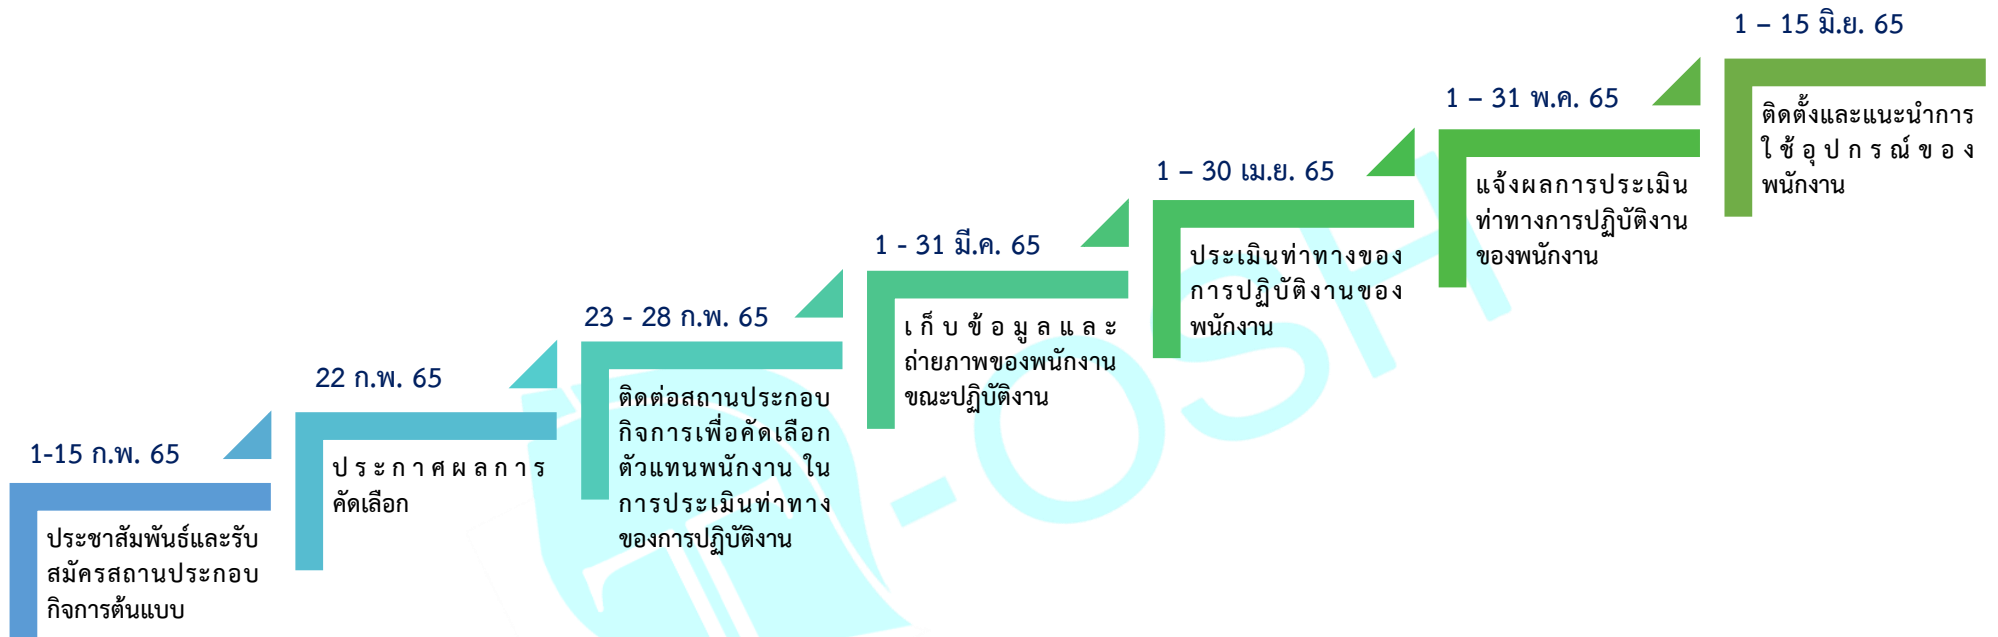 1-15 ก.พ. 65
ประชาสัมพันธ์และรับ
สมัครสถานประกอบ
กิจการต้นแบบ
22 ก.พ. 65
ประกาศผลการ
คัดเลือก
23 - 28 ก.พ. 65
ติดต่อสถานประกอบ
กิจการเพื่อคัดเลือก
ตัวแทนพนักงาน ใน
การประเมินท่าทาง
ของการปฏิบัติงาน
1 - 31 มี.ค. 65
เก็บข้อมูลและ
ถ่ายภาพของพนักงาน
ขณะปฏิบัติงาน
1 – 30 เม.ย. 65
ประเมินท่าทางของ
การปฏิบัติงานของ
พนักงาน
1 – 31 พ.ค. 65
แจ้งผลการประเมิน
ท่าทางการปฏิบัติงาน
ของพนักงาน
1 – 15 มิ.ย. 65
ติดตั้งและแนะนำการ
ใช้อุปกรณ์ของ
พนักงาน
T-OSH